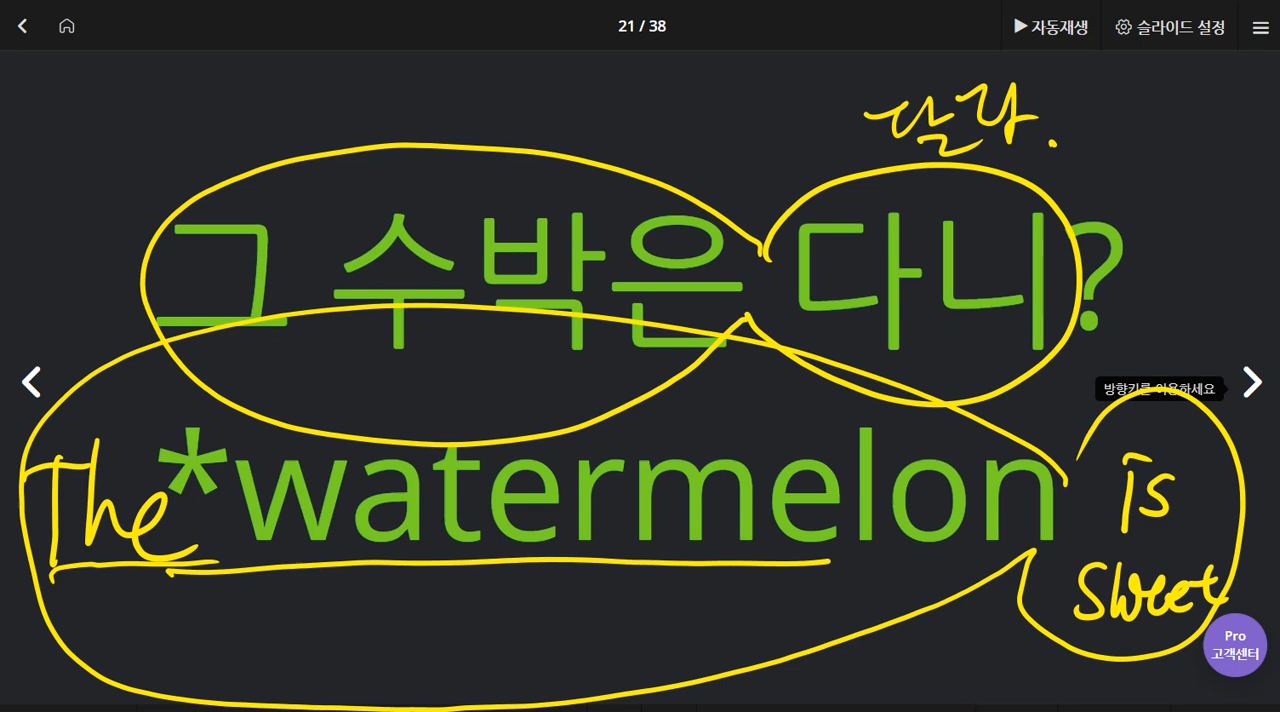 21 / 38
자동재생
슬라이드 설정
달다.
그 수박은 다니?
방향키를 이용하세요
The *watermelon is
sweet
Pro
고객센터